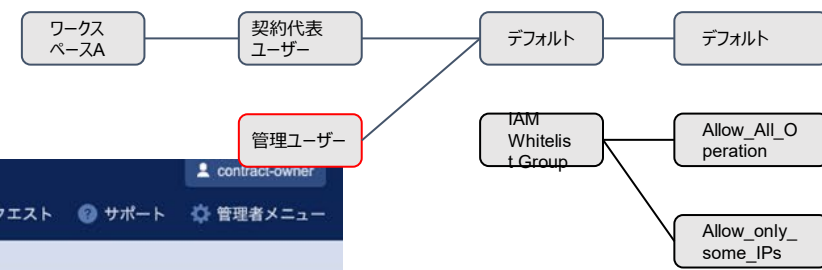 ワークス
ペースA
契約代表
ユーザー
デフォルト
デフォルト
管理ユーザー
IAM
Whitelis
t Group
Allow_All_O
peration
contract-owner
クエスト
サポート
管理者メニュー
Allow_only_
some_IPs